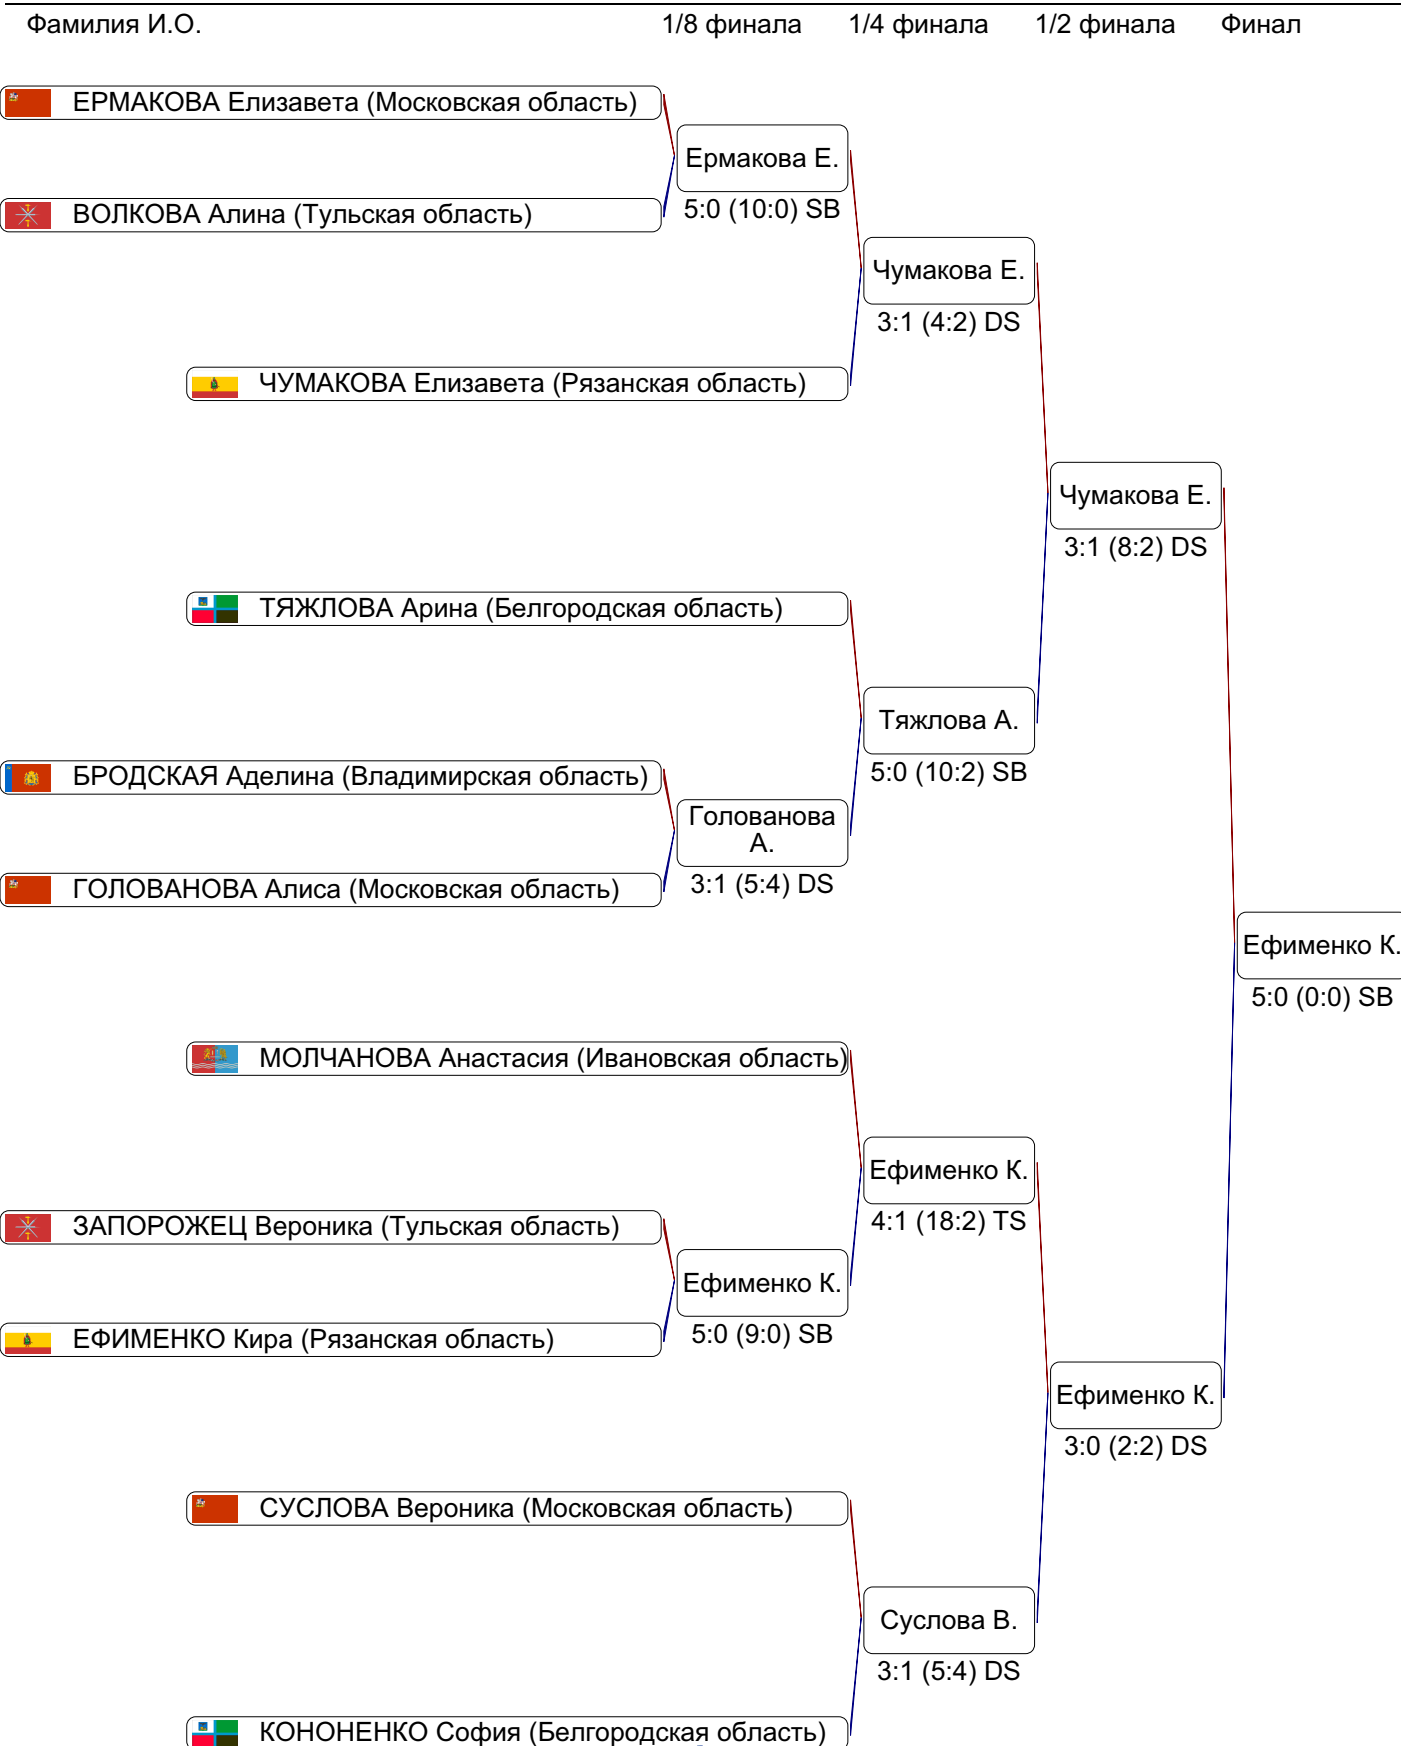 Фамилия И.О. 1/8 финала 1/4 финала 1/2 финала Финал
ЕРМАКОВА Елизавета (Московская область)
Ермакова Е.
ВОЛКОВА Алина (Тульская область)
5:0 (10:0) SB
Чумакова Е.
3:1 (4:2) DS
ЧУМАКОВА Елизавета (Рязанская область)
Чумакова Е.
3:1 (8:2) DS
ТЯЖЛОВА Арина (Белгородская область)
Тяжлова А.
5:0 (10:2) SB
БРОДСКАЯ Аделина (Владимирская область)
Голованова
А.
ГОЛОВАНОВА Алиса (Московская область)
3:1 (5:4) DS
Ефименко К.
5:0 (0:0) SB
МОЛЧАНОВА Анастасия (Ивановская область)
Ефименко К.
4:1 (18:2) TS
ЗАПОРОЖЕЦ Вероника (Тульская область)
Ефименко К.
ЕФИМЕНКО Кира (Рязанская область)
5:0 (9:0) SB
Ефименко К.
3:0 (2:2) DS
СУСЛОВА Вероника (Московская область)
Суслова В.
3:1 (5:4) DS
КОНОНЕНКО София (Белгородская область)